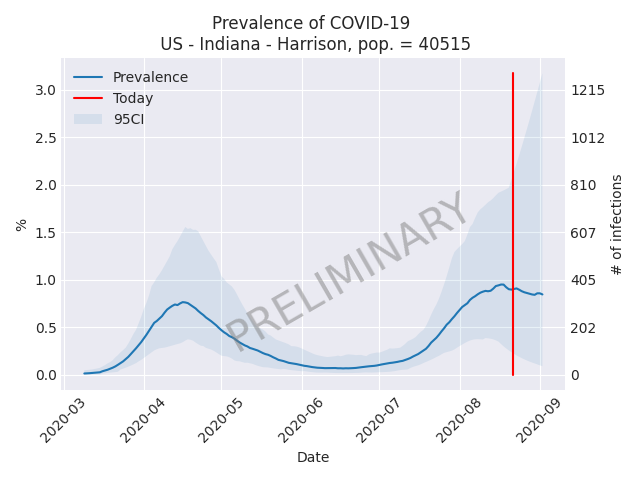 Prevalence of COVID-19
US - Indiana - Harrison, pop. = 40515
Prevalence
Today
95CI
PRELIMINARY
%
3.0
2.5
2.0
1.5
1.0
0.5
0.0
1215
1012
810
607
405
202
0
# of infections
2020-03
2020-04
2020-05
2020-06
2020-07
2020-08
2020-09
Date